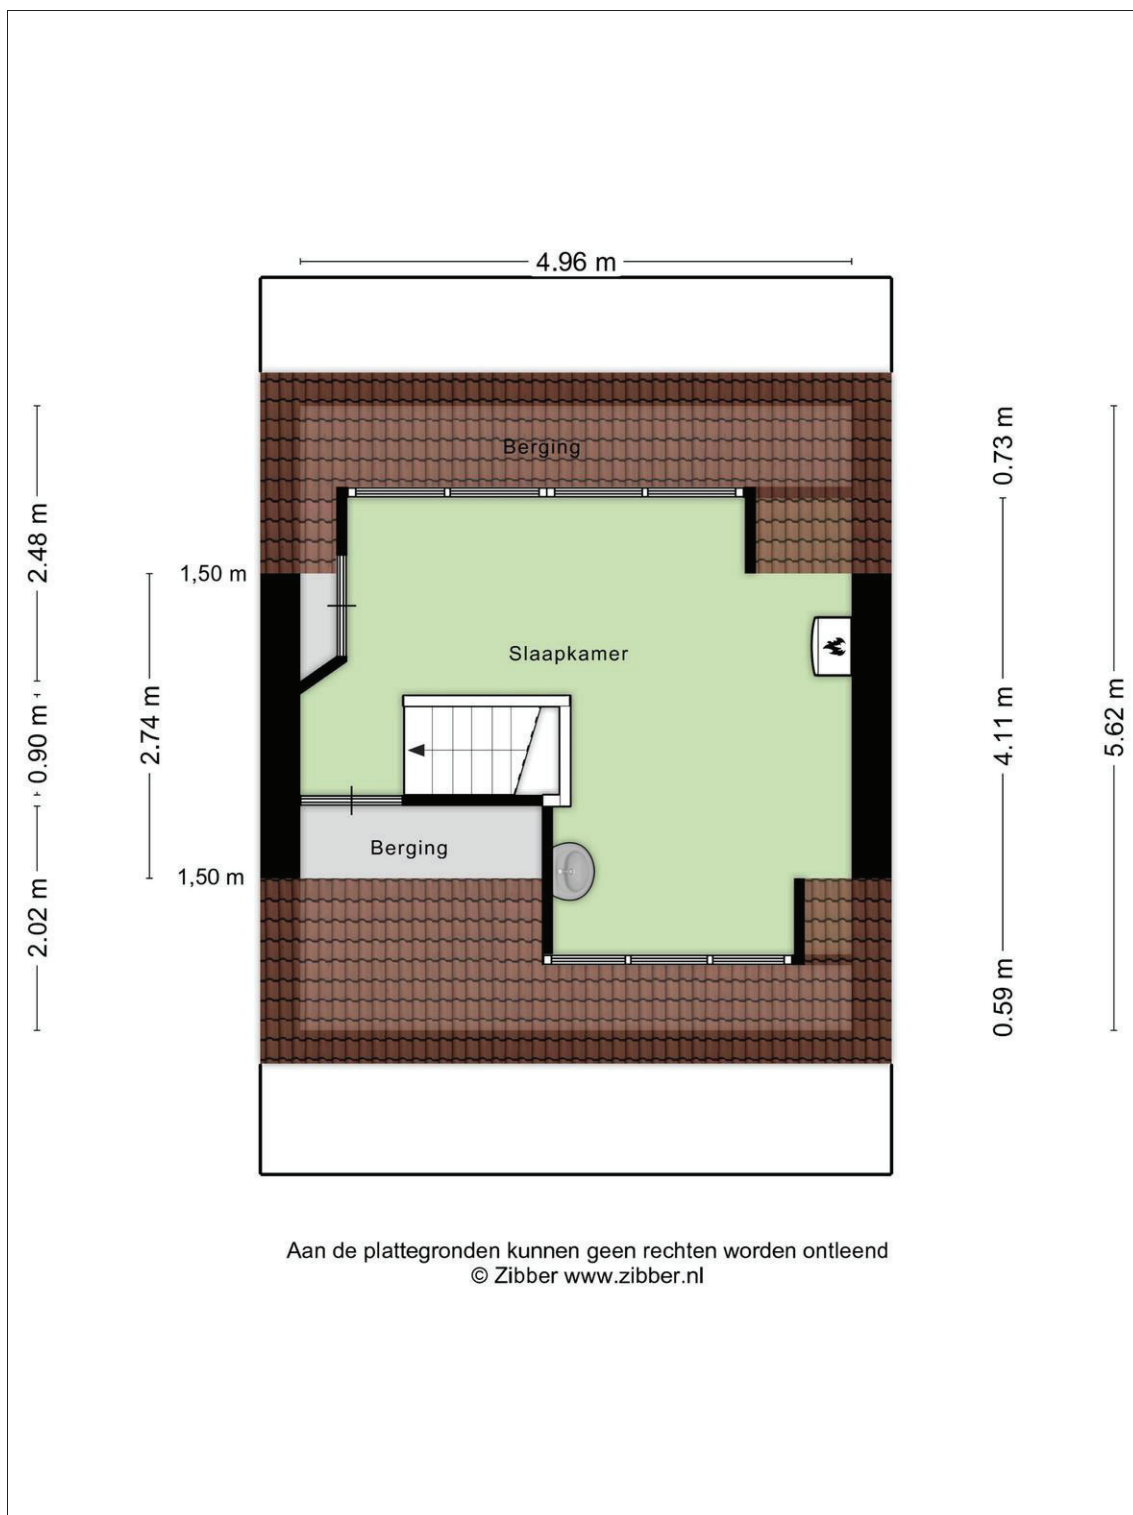 4.96 m
Berging
0.73 m
2.48 m
1,50 m
Slaapkamer
0.90 m
2.74 m
4.11 m
5.62 m
Berging
1,50 m
2.02 m
0.59 m
Aan de plattegronden kunnen geen rechten worden ontleend
© Zibber www.zibber.nl